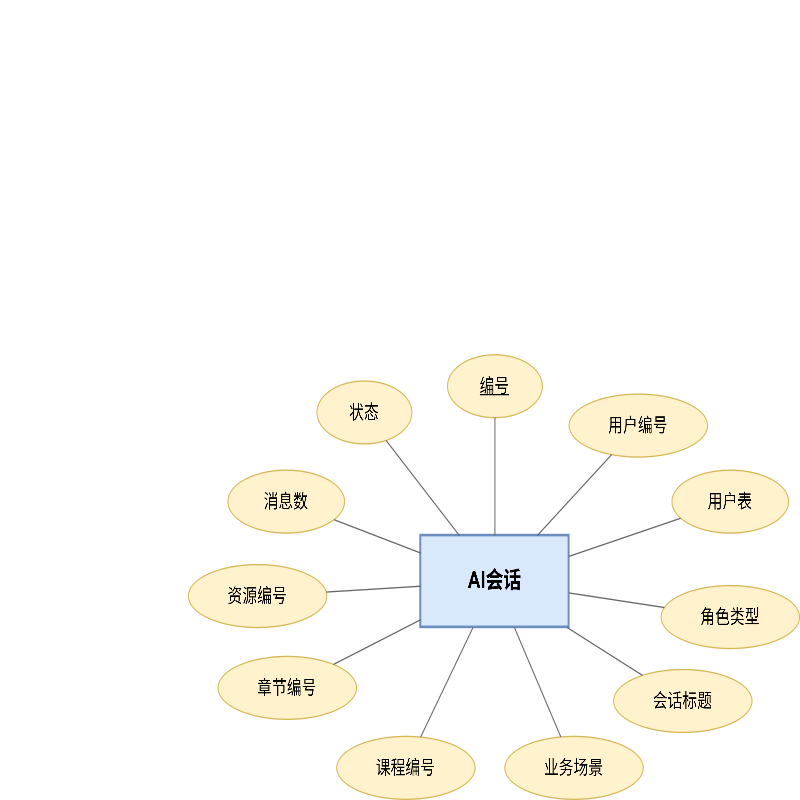 编号
状态
用户编号
消息数
用户表
AI会话
资源编号
角色类型
章节编号
会话标题
课程编号
业务场景